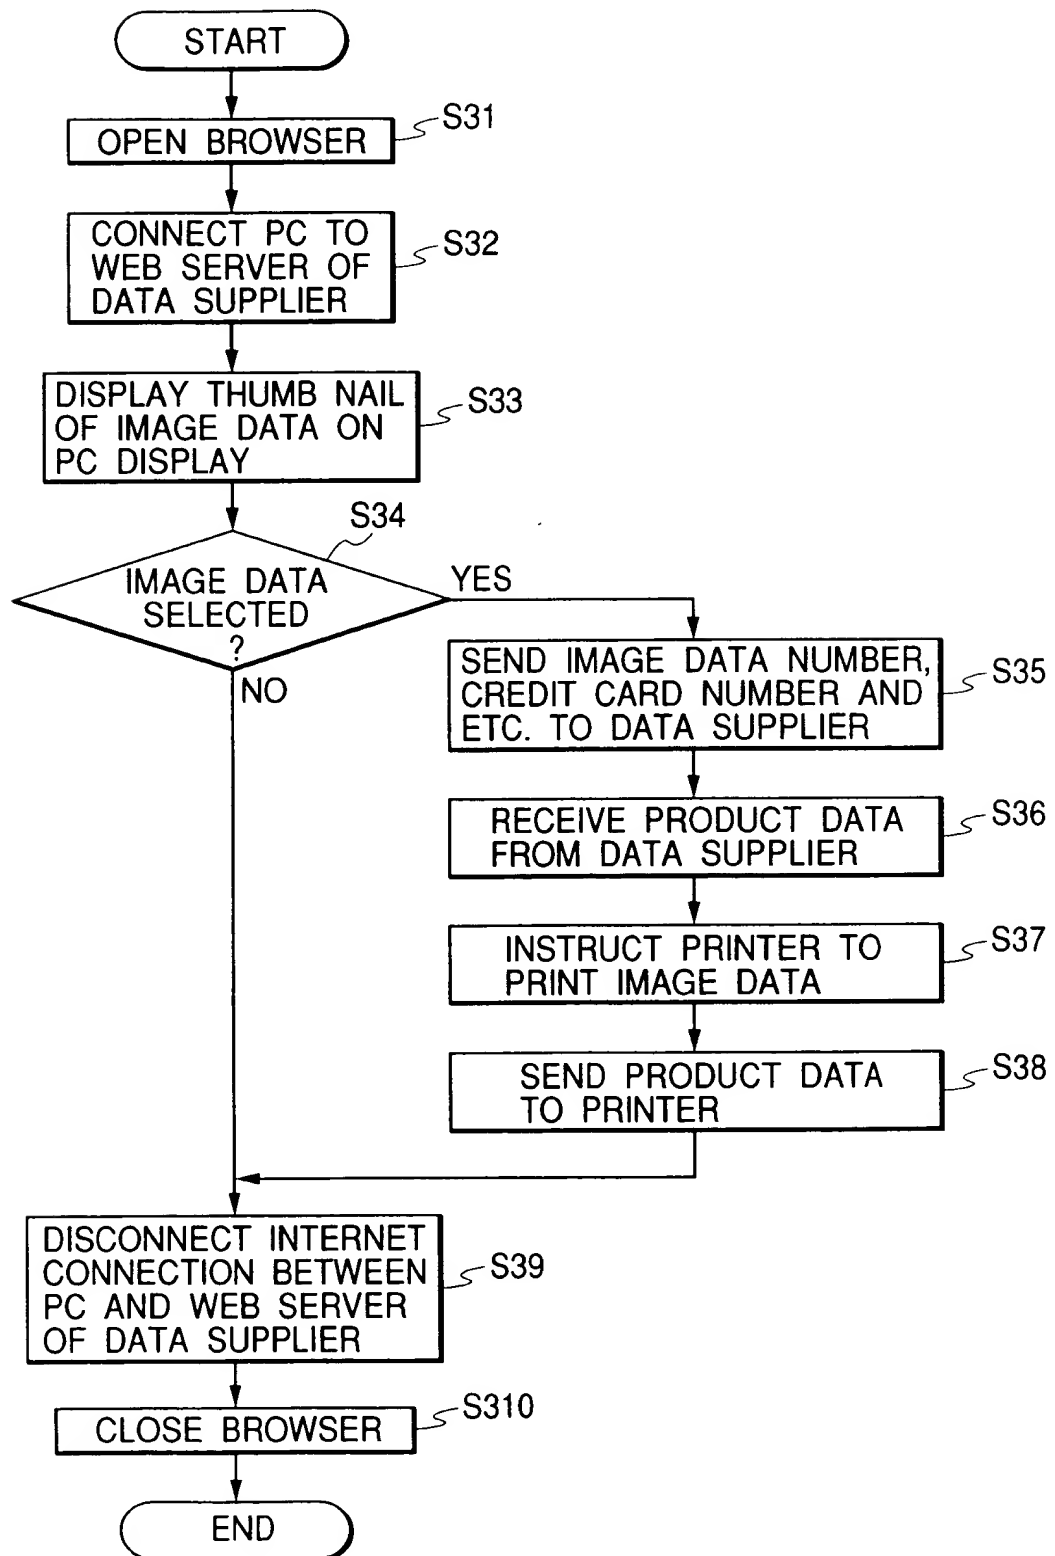 START
OPEN BROWSER
S31
CONNECT PC TO
WEB SERVER OF
DATA SUPPLIER
S32
DISPLAY THUMB NAIL
OF IMAGE DATA ON
PC DISPLAY
S33
S34
IMAGE DATA
SELECTED
?
YES
NO
SEND IMAGE DATA NUMBER,
CREDIT CARD NUMBER AND
ETC. TO DATA SUPPLIER
S35
RECEIVE PRODUCT DATA
FROM DATA SUPPLIER
S36
INSTRUCT PRINTER TO
PRINT IMAGE DATA
S37
SEND PRODUCT DATA
TO PRINTER
S38
DISCONNECT INTERNET
CONNECTION BETWEEN
PC AND WEB SERVER
OF DATA SUPPLIER
S39
CLOSE BROWSER
S310
END